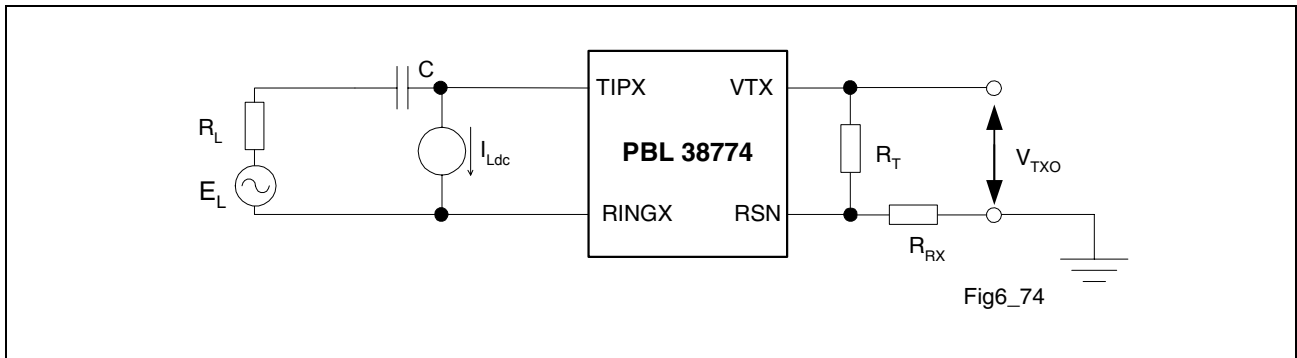 C
TIPX
VTX
R_L
PBL 38774
I_Ldc
R_T
V_TXO
E_L
RINGX
RSN
R_RX
Fig6_74